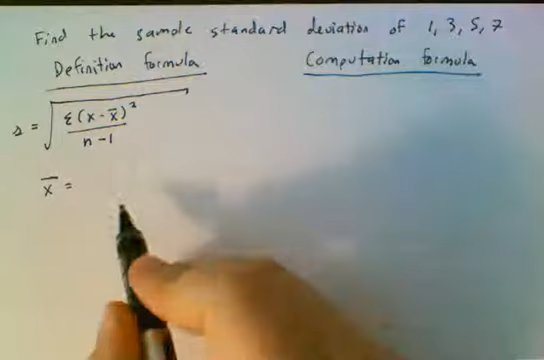 Find the sample standard deviation of 1, 3, 5, 7
Definition formula
Computation formula
s = √(Σ(x - x̄)² / (n - 1))
x̄ =